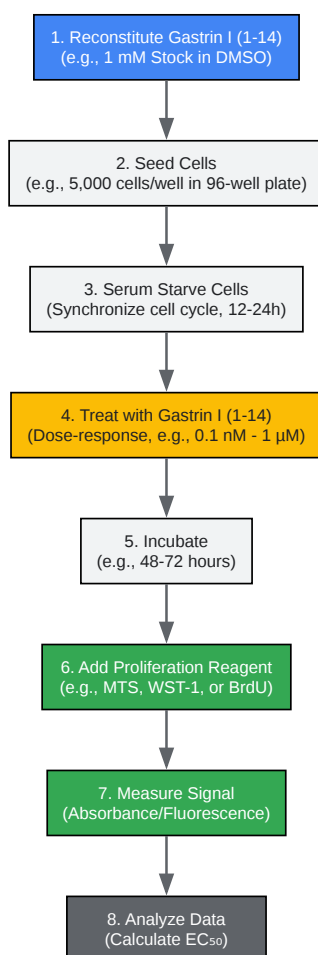 1. Reconstitute Gastrin I (1-14)
(e.g., 1 mM Stock in DMSO)
2. Seed Cells
(e.g., 5,000 cells/well in 96-well plate)
3. Serum Starve Cells
(Synchronize cell cycle, 12-24h)
4. Treat with Gastrin I (1-14)
(Dose-response, e.g., 0.1 nM - 1 µM)
5. Incubate
(e.g., 48-72 hours)
6. Add Proliferation Reagent
(e.g., MTS, WST-1, or BrdU)
7. Measure Signal
(Absorbance/Fluorescence)
8. Analyze Data
(Calculate EC₅₀)